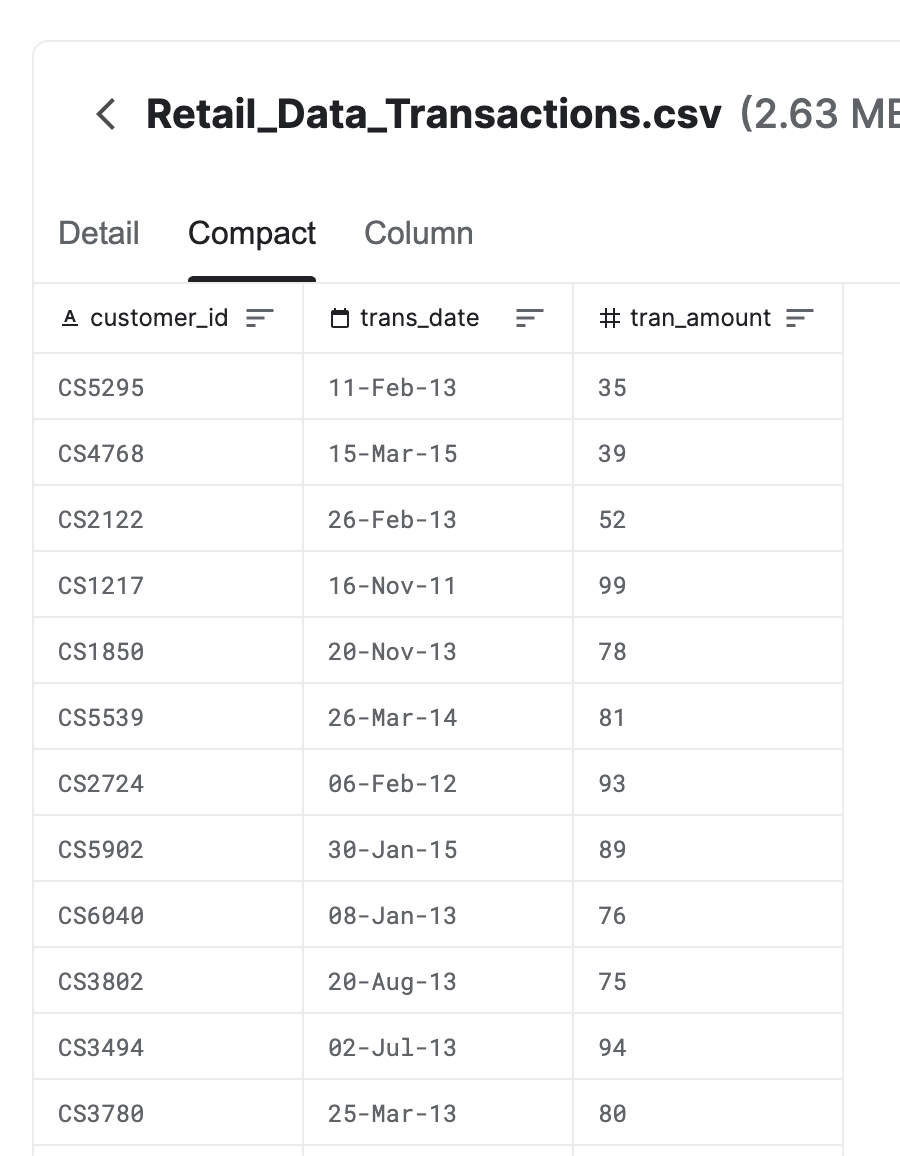 Retail_Data_Transactions.csv (2.63 MB
Detail Compact Column
A customer_id trans_date # tran_amount
CS5295 11-Feb-13 35
CS4768 15-Mar-15 39
CS2122 26-Feb-13 52
CS1217 16-Nov-11 99
CS1850 20-Nov-13 78
CS5539 26-Mar-14 81
CS2724 06-Feb-12 93
CS5902 30-Jan-15 89
CS6040 08-Jan-13 76
CS3802 20-Aug-13 75
CS3494 02-Jul-13 94
CS3780 25-Mar-13 80